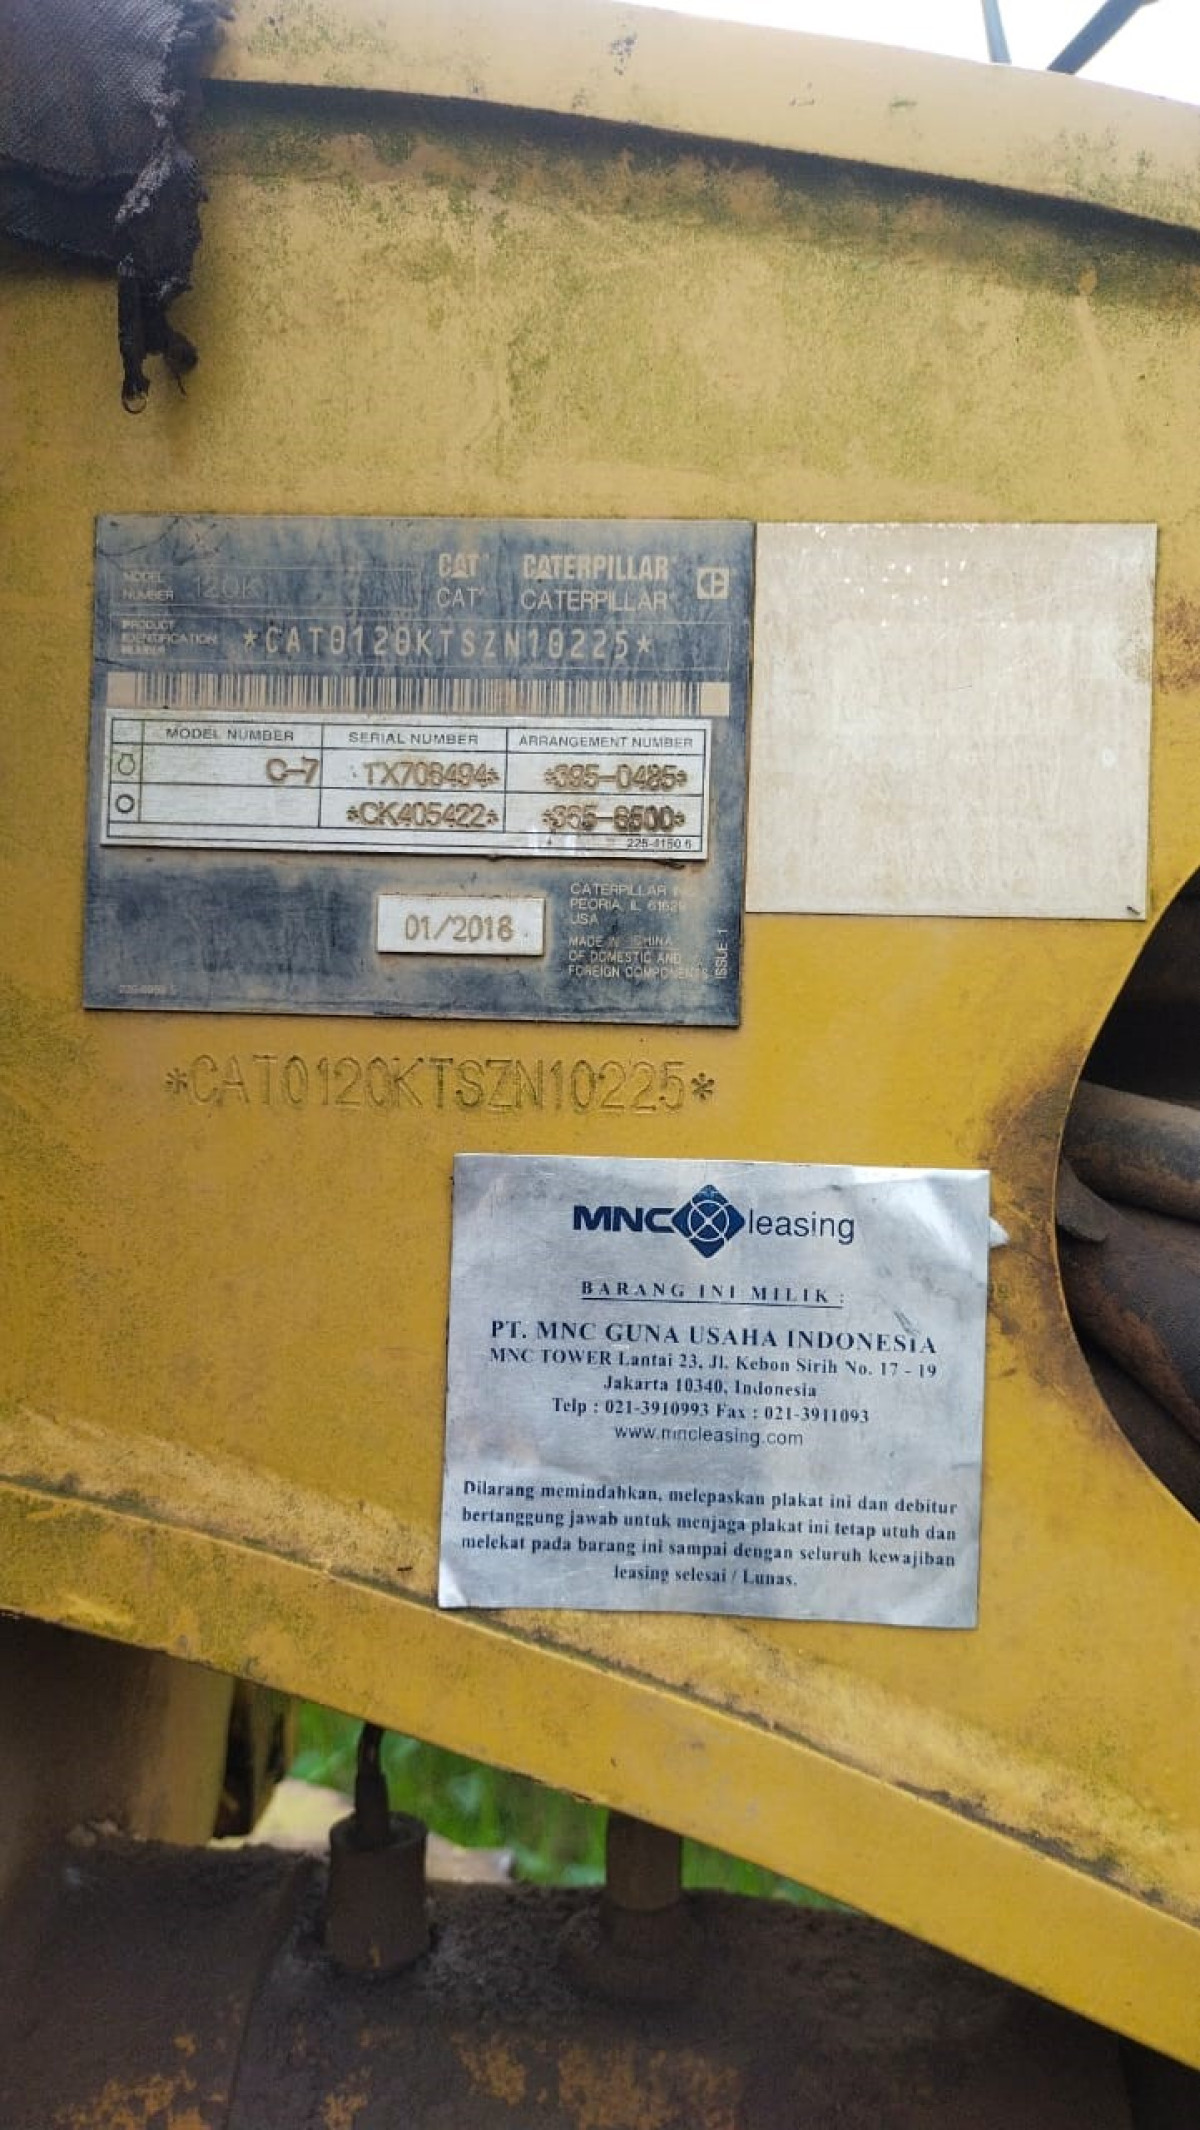 MODEL NUMBER 120K
CAT CATERPILLAR
CAT CATERPILLAR
PRODUCT IDENTIFICATION NUMBER *CAT0120KTSZN10225*
MODEL NUMBER SERIAL NUMBER ARRANGEMENT NUMBER
C-7 TX708494* *395-0485*
*CK405422* *365-6500*
225-4150 6
01/2018
CATERPILLAR
PEORIA, IL 61629
USA
MADE IN CHINA
OF DOMESTIC AND
FOREIGN COMPONENTS
ISSUE 1
*CAT0120KTSZN10225*
MNC leasing
BARANG INI MILIK :
PT. MNC GUNA USAHA INDONESIA
MNC TOWER Lantai 23, Jl. Kebon Sirih No. 17 - 19
Jakarta 10340, Indonesia
Telp : 021-3910993 Fax : 021-3911093
www.mncleasing.com
Dilarang memindahkan, melepaskan plakat ini dan debitur
bertanggung jawab untuk menjaga plakat ini tetap utuh dan
melekat pada barang ini sampai dengan seluruh kewajiban
leasing selesai / Lunas.